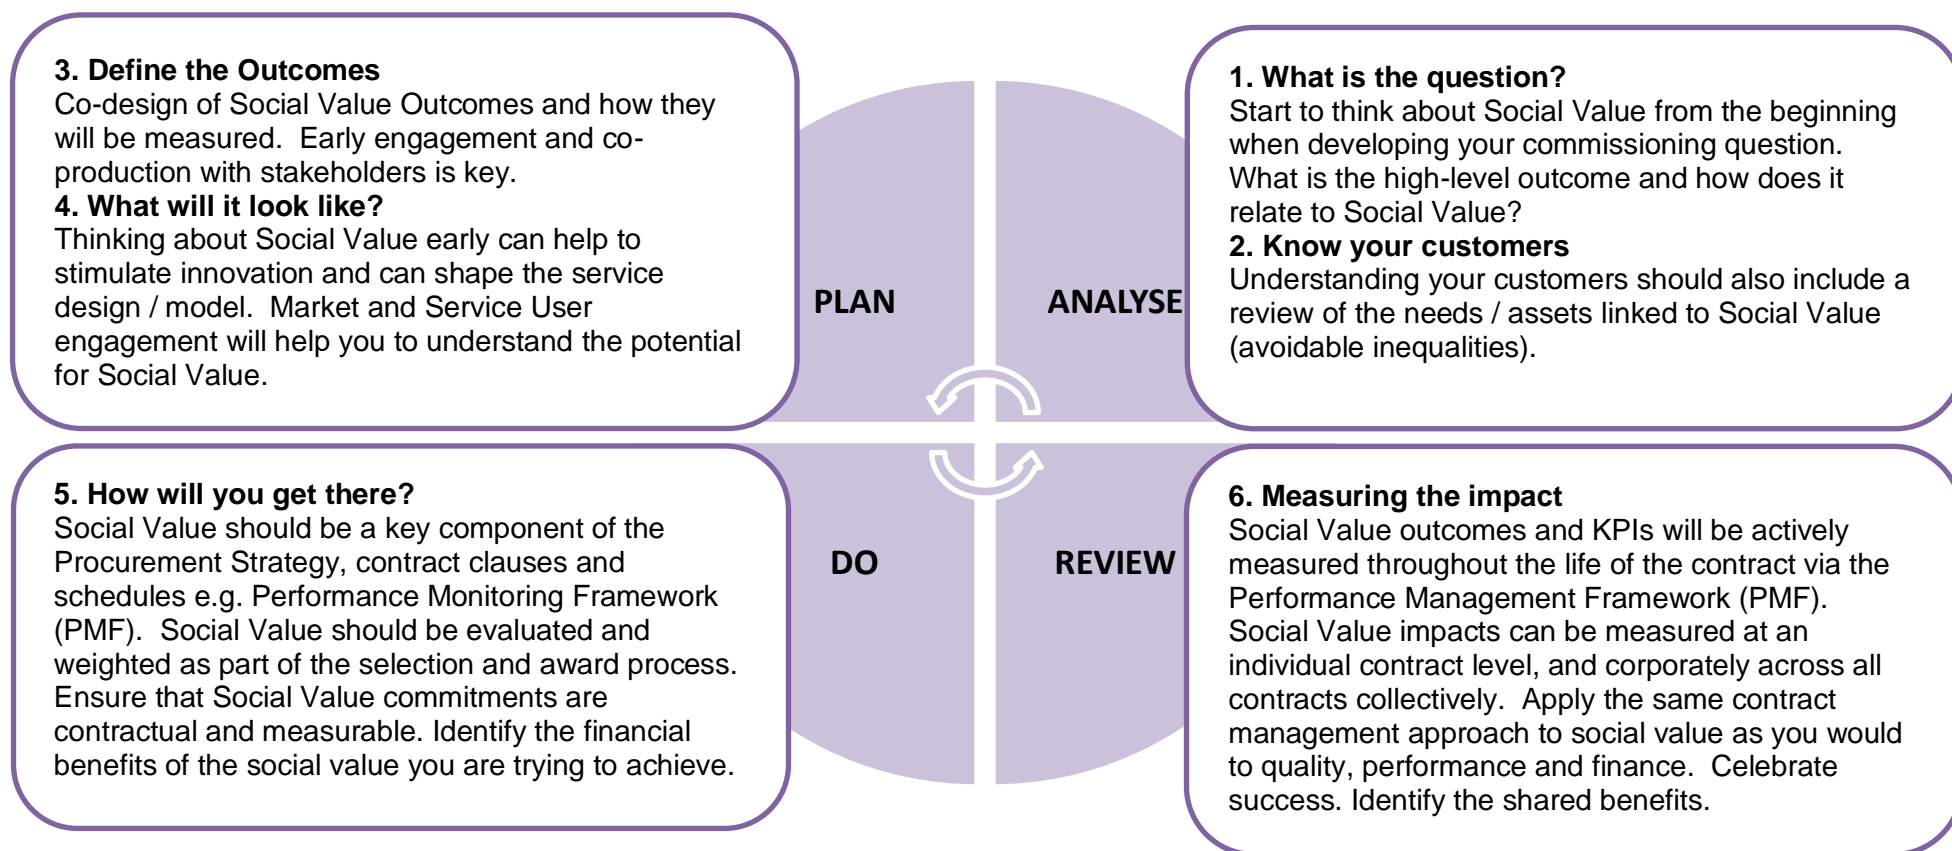 3. Define the Outcomes
Co-design of Social Value Outcomes and how they
will be measured.  Early engagement and co-
production with stakeholders is key.
4. What will it look like?
Thinking about Social Value early can help to
stimulate innovation and can shape the service
design / model.  Market and Service User
engagement will help you to understand the potential
for Social Value.
PLAN
ANALYSE
1. What is the question?
Start to think about Social Value from the beginning
when developing your commissioning question.
What is the high-level outcome and how does it
relate to Social Value?
2. Know your customers
Understanding your customers should also include a
review of the needs / assets linked to Social Value
(avoidable inequalities).
5. How will you get there?
Social Value should be a key component of the
Procurement Strategy, contract clauses and
schedules e.g. Performance Monitoring Framework
(PMF).  Social Value should be evaluated and
weighted as part of the selection and award process.
Ensure that Social Value commitments are
contractual and measurable. Identify the financial
benefits of the social value you are trying to achieve.
DO
REVIEW
6. Measuring the impact
Social Value outcomes and KPIs will be actively
measured throughout the life of the contract via the
Performance Management Framework (PMF).
Social Value impacts can be measured at an
individual contract level, and corporately across all
contracts collectively.  Apply the same contract
management approach to social value as you would
to quality, performance and finance.  Celebrate
success. Identify the shared benefits.